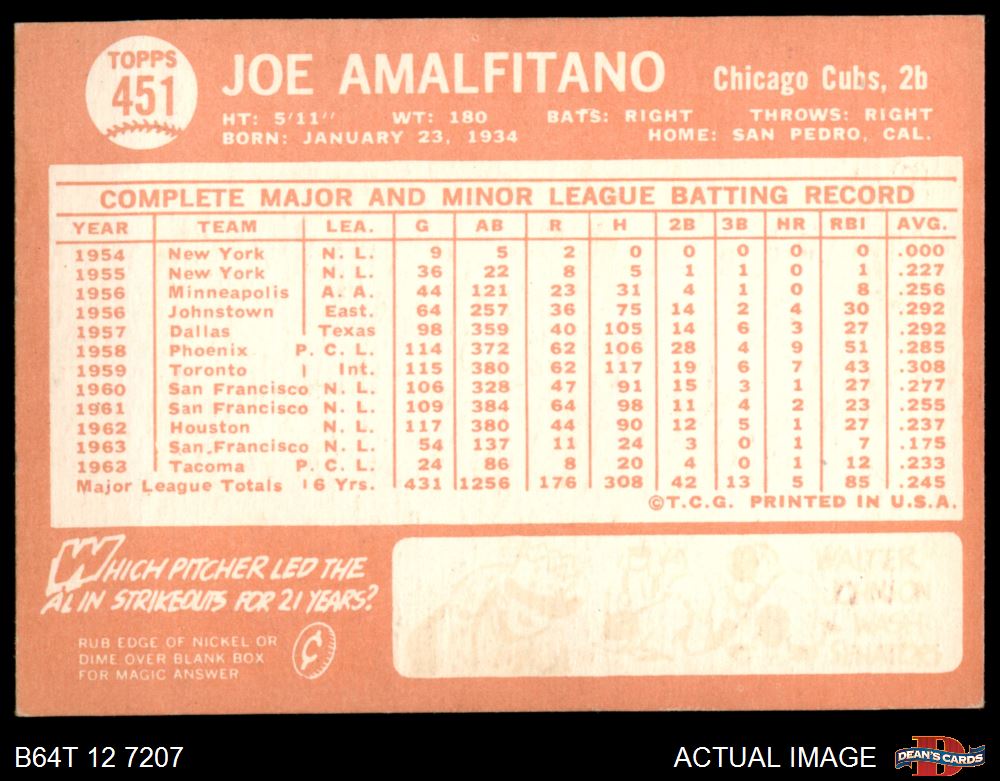 TOPPS
451
JOE AMALFITANO
Chicago Cubs, 2b
HT: 5'11" WT: 180 BATS: RIGHT THROWS: RIGHT
BORN: JANUARY 23, 1934 HOME: SAN PEDRO, CAL.
COMPLETE MAJOR AND MINOR LEAGUE BATTING RECORD
YEAR TEAM LEA. G AB R H 2B 3B HR RBI AVG.
1954 New York N. L. 9 5 2 0 0 0 0 0 .000
1955 New York N. L. 36 22 8 5 1 1 0 1 .227
1956 Minneapolis A. A. 44 121 23 31 4 1 0 8 .256
1956 Johnstown East. 64 257 36 75 14 2 4 30 .292
1957 Dallas Texas 98 359 40 105 14 6 3 27 .292
1958 Phoenix P. C. L. 114 372 62 106 28 4 9 51 .285
1959 Toronto Int. 115 380 62 117 19 6 7 43 .308
1960 San Francisco N. L. 106 328 47 91 15 3 1 27 .277
1961 San Francisco N. L. 109 384 64 98 11 4 2 23 .255
1962 Houston N. L. 117 380 44 90 12 5 1 27 .237
1963 San Francisco N. L. 54 137 11 24 3 0 1 7 .175
1963 Tacoma P. C. L. 24 86 8 20 4 0 1 12 .233
Major League Totals 6 Yrs. 431 1256 176 308 42 13 5 85 .245
©T.C.G. PRINTED IN U.S.A.
WHICH PITCHER LED THE
AL IN STRIKEOUTS FOR 21 YEARS?
RUB EDGE OF NICKEL OR
DIME OVER BLANK BOX
FOR MAGIC ANSWER
¢
WALTER
B64T 12 7207
ACTUAL IMAGE
DEAN'S CARDS